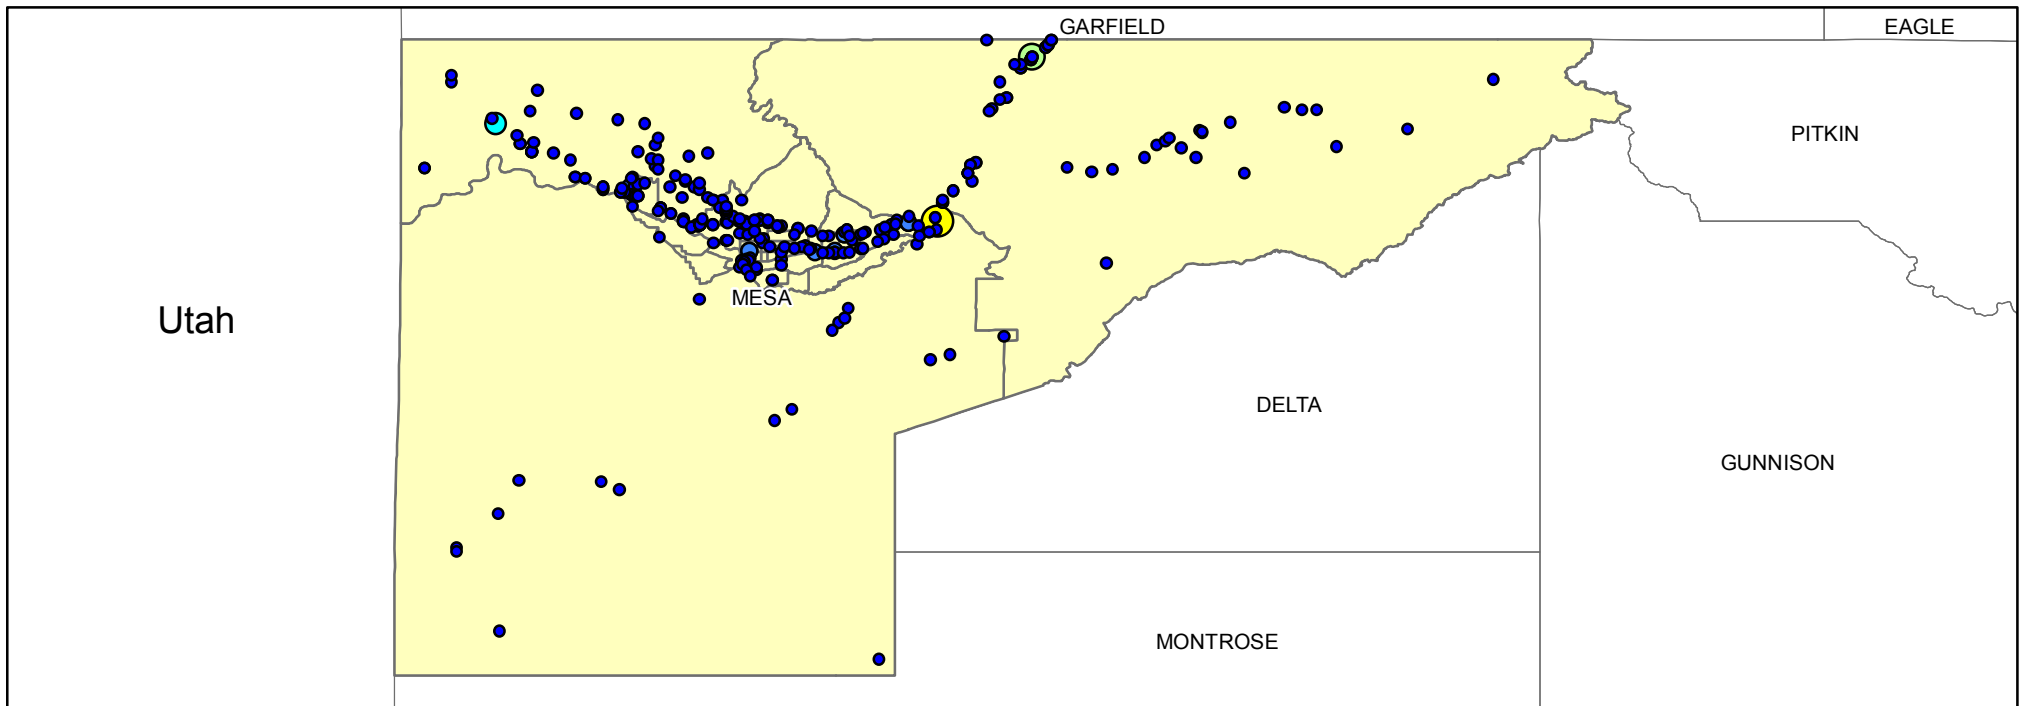 GARFIELD
EAGLE
PITKIN
MESA
Utah
DELTA
GUNNISON
MONTROSE